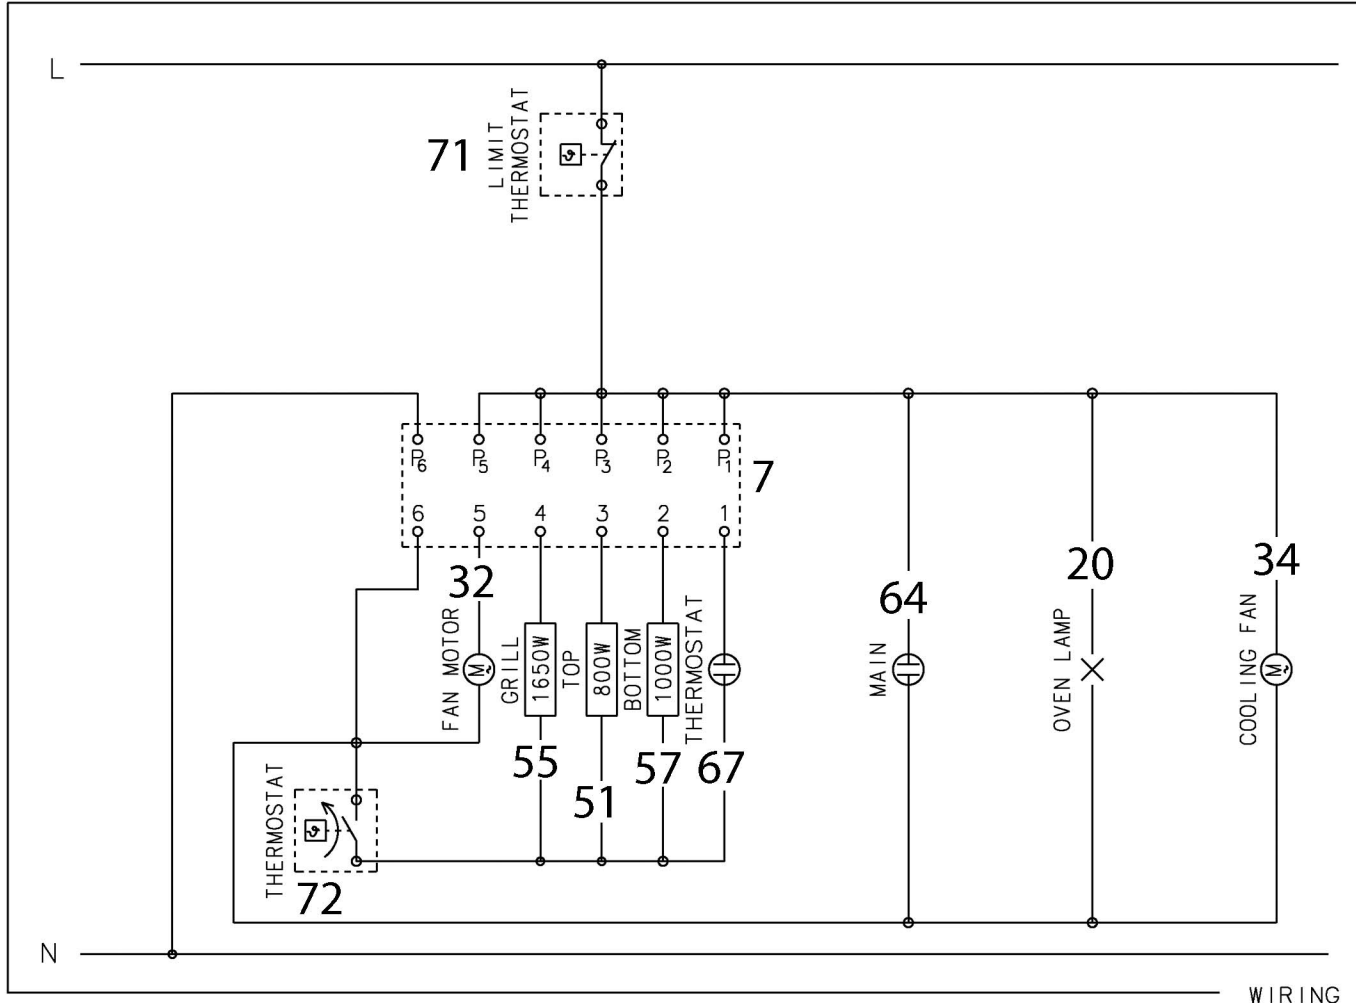 L
71
LIMIT
THERMOSTAT
P6 P5 P4 P3 P2 P1
7
6 5 4 3 2 1
32
FAN MOTOR
M
GRILL
1650W
TOP
800W
BOTTOM
1000W
THERMOSTAT
64
MAIN
20
OVEN LAMP
34
COOLING FAN
M
55
51
57
67
THERMOSTAT
72
N
WIRING